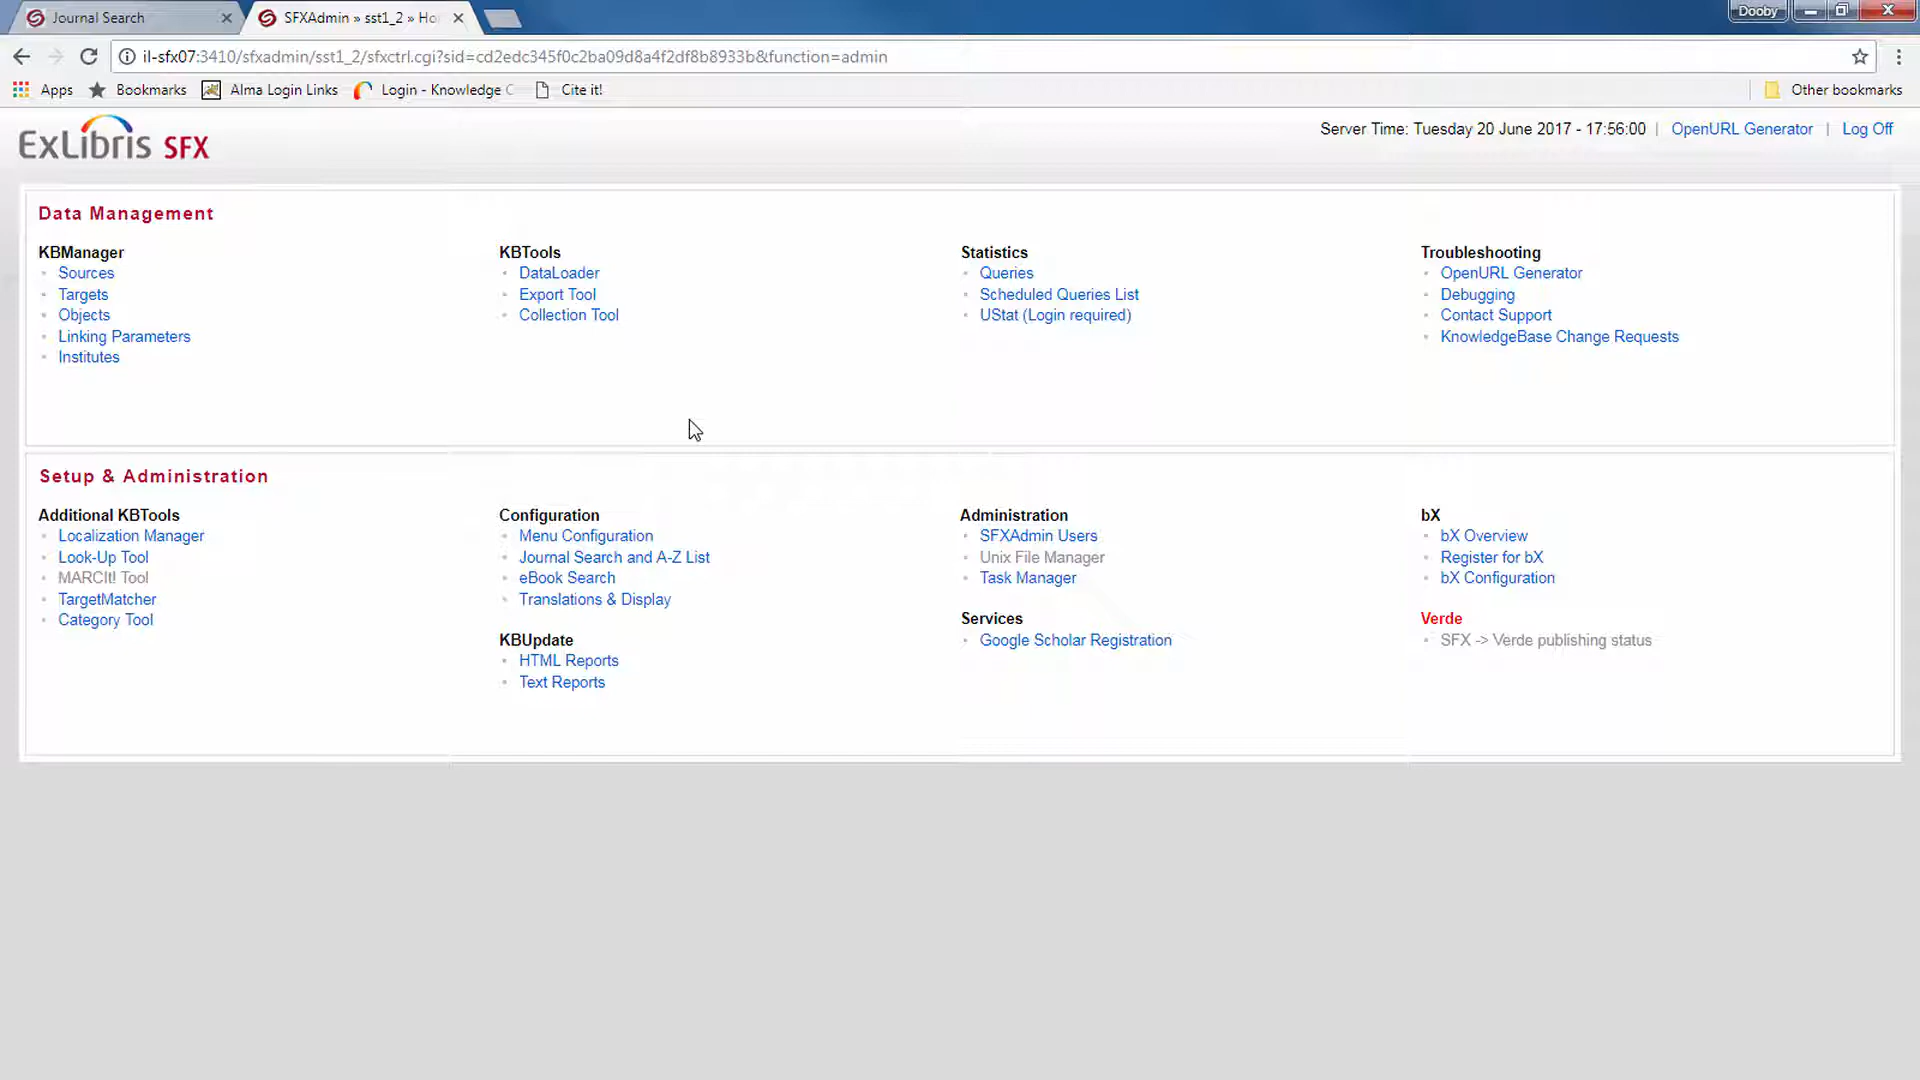 Journal Search
SFXAdmin » sst1_2 » Ho
Dooby
il-sfx07:3410/sfxadmin/sst1_2/sfxctrl.cgi?sid=cd2edc345f0c2ba09d8a4f2df8b8933b&function=admin
Apps
Bookmarks
Alma Login Links
Login - Knowledge C
Cite it!
Other bookmarks
ExLibris SFX
Server Time: Tuesday 20 June 2017 - 17:56:00 | OpenURL Generator | Log Off
Data Management
KBManager
Sources
Targets
Objects
Linking Parameters
Institutes
KBTools
DataLoader
Export Tool
Collection Tool
Statistics
Queries
Scheduled Queries List
UStat (Login required)
Troubleshooting
OpenURL Generator
Debugging
Contact Support
KnowledgeBase Change Requests
Setup & Administration
Additional KBTools
Localization Manager
Look-Up Tool
MARCIt! Tool
TargetMatcher
Category Tool
Configuration
Menu Configuration
Journal Search and A-Z List
eBook Search
Translations & Display
KBUpdate
HTML Reports
Text Reports
Administration
SFXAdmin Users
Unix File Manager
Task Manager
Services
Google Scholar Registration
bX
bX Overview
Register for bX
bX Configuration
Verde
SFX -> Verde publishing status